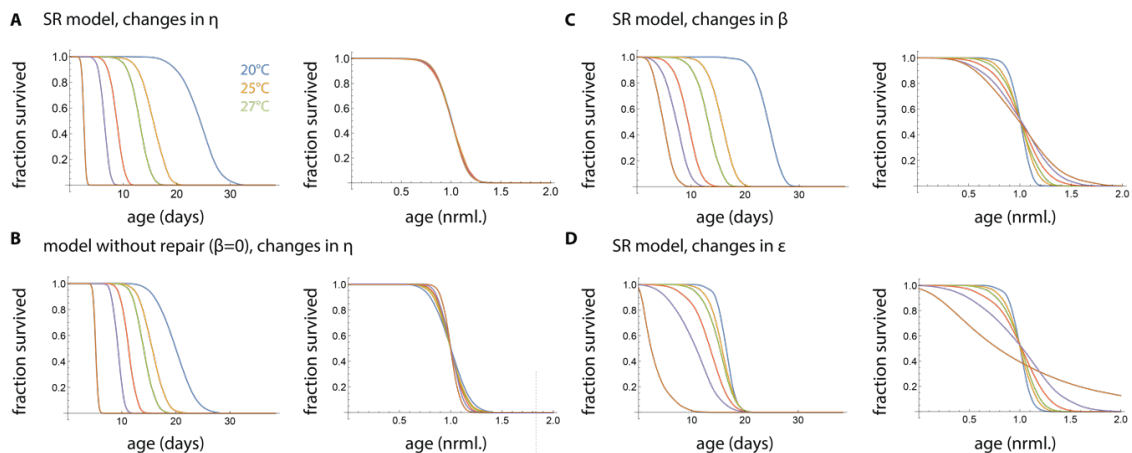 A SR model, changes in η
fraction survived
1.0
0.8
0.6
0.4
0.2
10 20 30
age (days)
20°C
25°C
27°C
1.0
0.8
0.6
0.4
0.2
0.5 1.0 1.5 2.0
age (nrml.)
fraction survived
B model without repair (β=0), changes in η
fraction survived
1.0
0.8
0.6
0.4
0.2
10 20 30
age (days)
fraction survived
1.0
0.8
0.6
0.4
0.2
0.5 1.0 1.5 2.0
age (nrml.)
C SR model, changes in β
fraction survived
1.0
0.8
0.6
0.4
0.2
10 20 30
age (days)
fraction survived
1.0
0.8
0.6
0.4
0.2
0.5 1.0 1.5 2.0
age (nrml.)
D SR model, changes in ε
fraction survived
1.0
0.8
0.6
0.4
0.2
10 20 30
age (days)
fraction survived
1.0
0.8
0.6
0.4
0.2
0.5 1.0 1.5 2.0
age (nrml.)